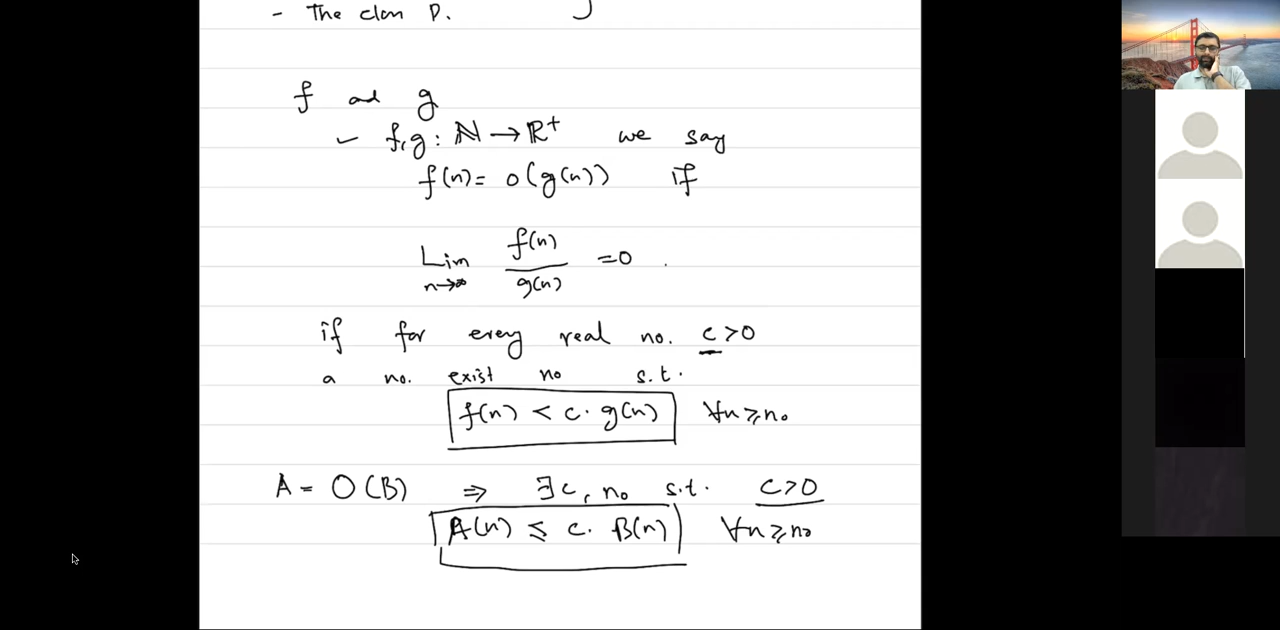 - The class P.
f and g
- f,g: ℕ → ℝ⁺ we say
f(n) = o(g(n)) if
Lim n→∞ f(n)/g(n) = 0.
if for every real no. c > 0
a no. exist n₀ s.t.
f(n) < c. g(n) ∀n ≥ n₀
A = O(B) ⇒ ∃ c, n₀ s.t. c > 0
A(n) ≤ c. B(n) ∀n ≥ n₀